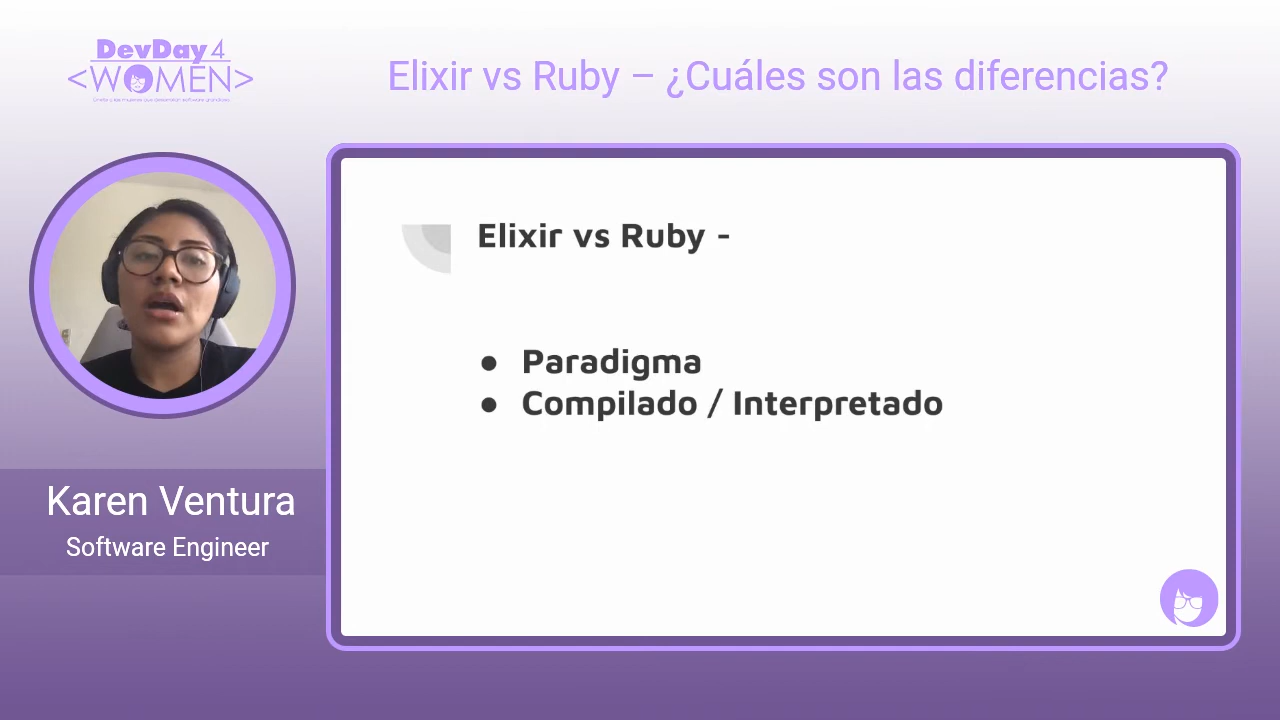 DevDay4
<WOMEN>
Elixir vs Ruby – ¿Cuáles son las diferencias?
Elixir vs Ruby -
● Paradigma
● Compilado / Interpretado
Karen Ventura
Software Engineer